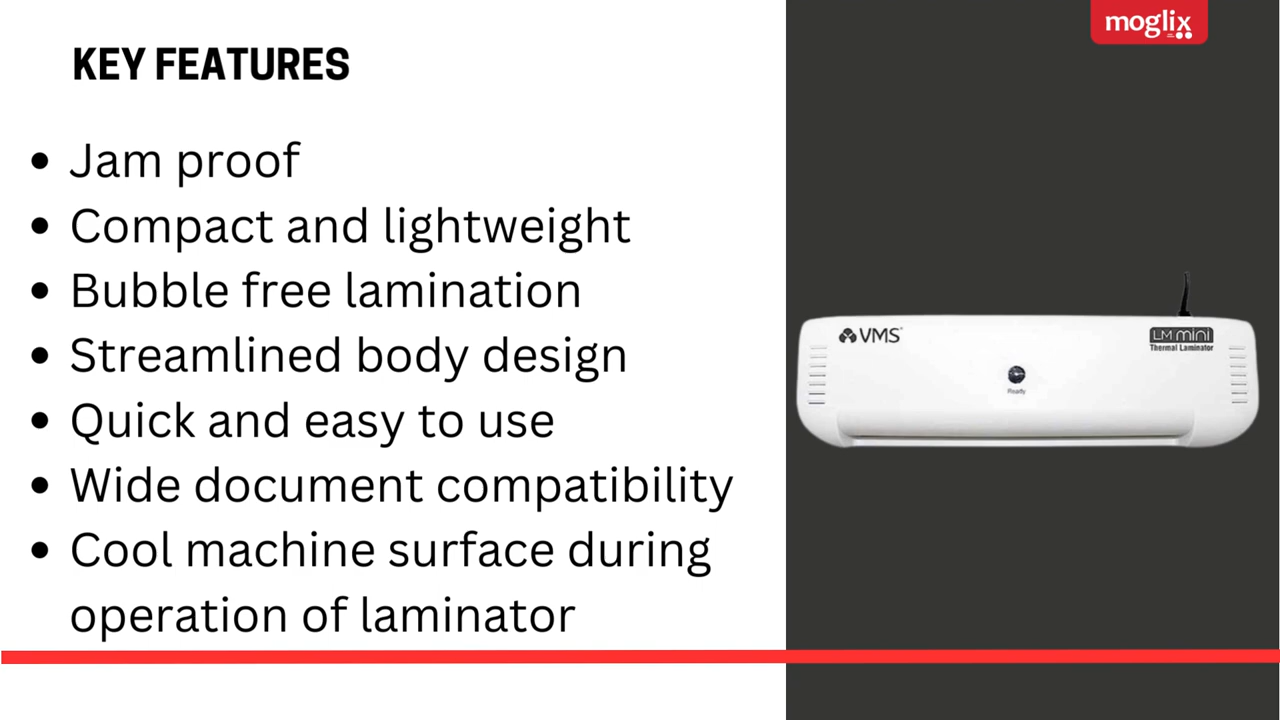 moglix
KEY FEATURES
• Jam proof
• Compact and lightweight
• Bubble free lamination
• Streamlined body design
• Quick and easy to use
• Wide document compatibility
• Cool machine surface during
operation of laminator
VMS
LM mini
Thermal Laminator
Ready